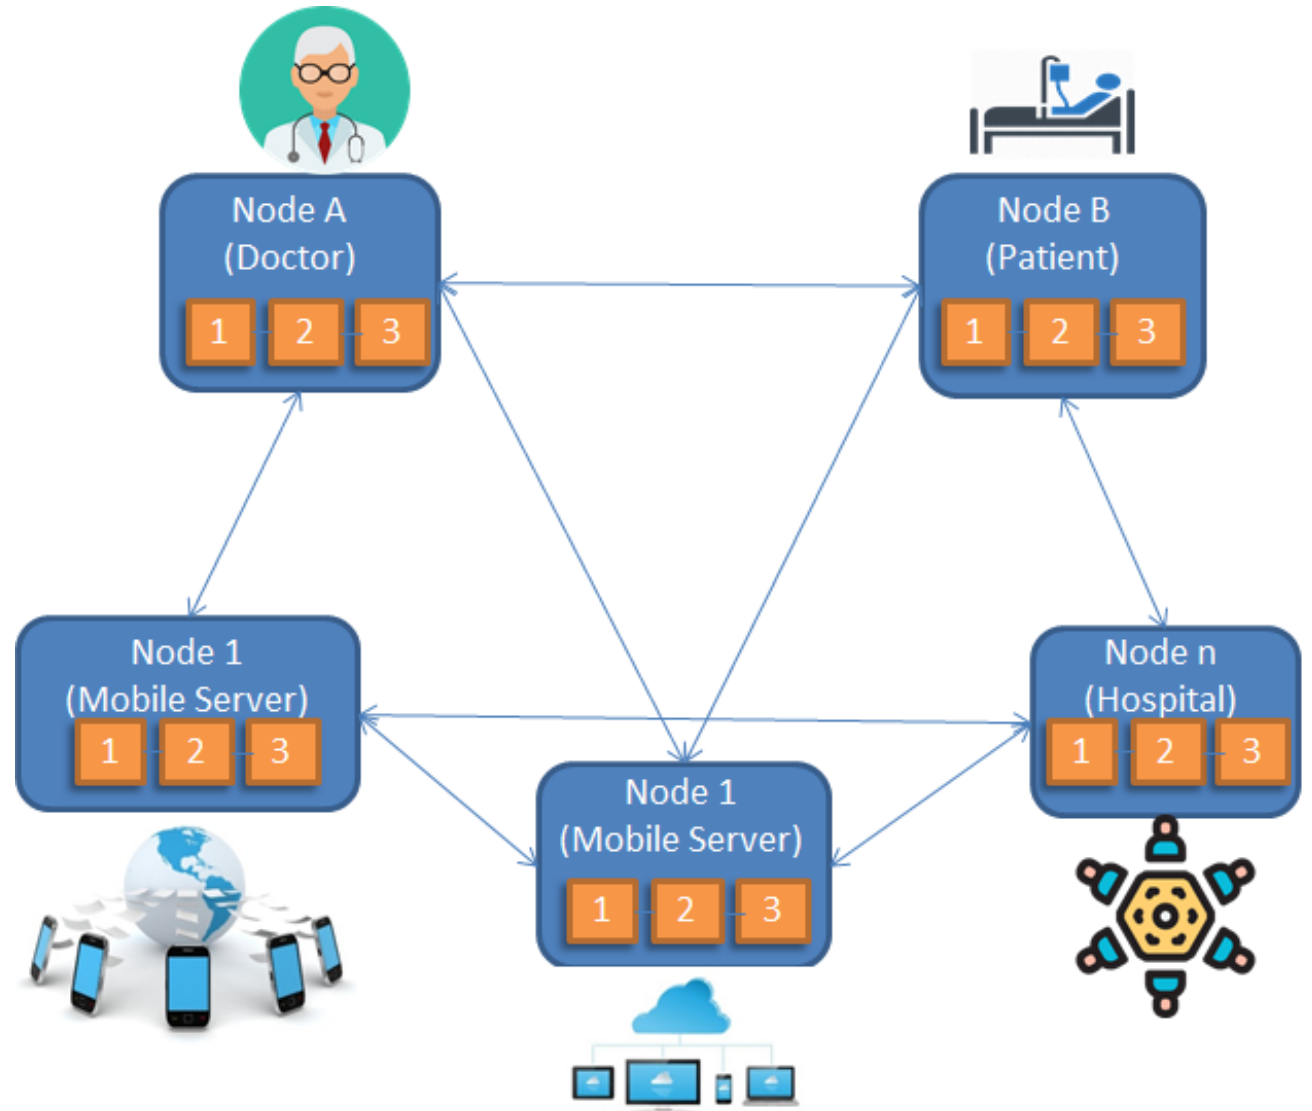 Node A
(Doctor)
1 2 3
Node B
(Patient)
1 2 3
Node 1
(Mobile Server)
1 2 3
Node 1
(Mobile Server)
1 2 3
Node n
(Hospital)
1 2 3